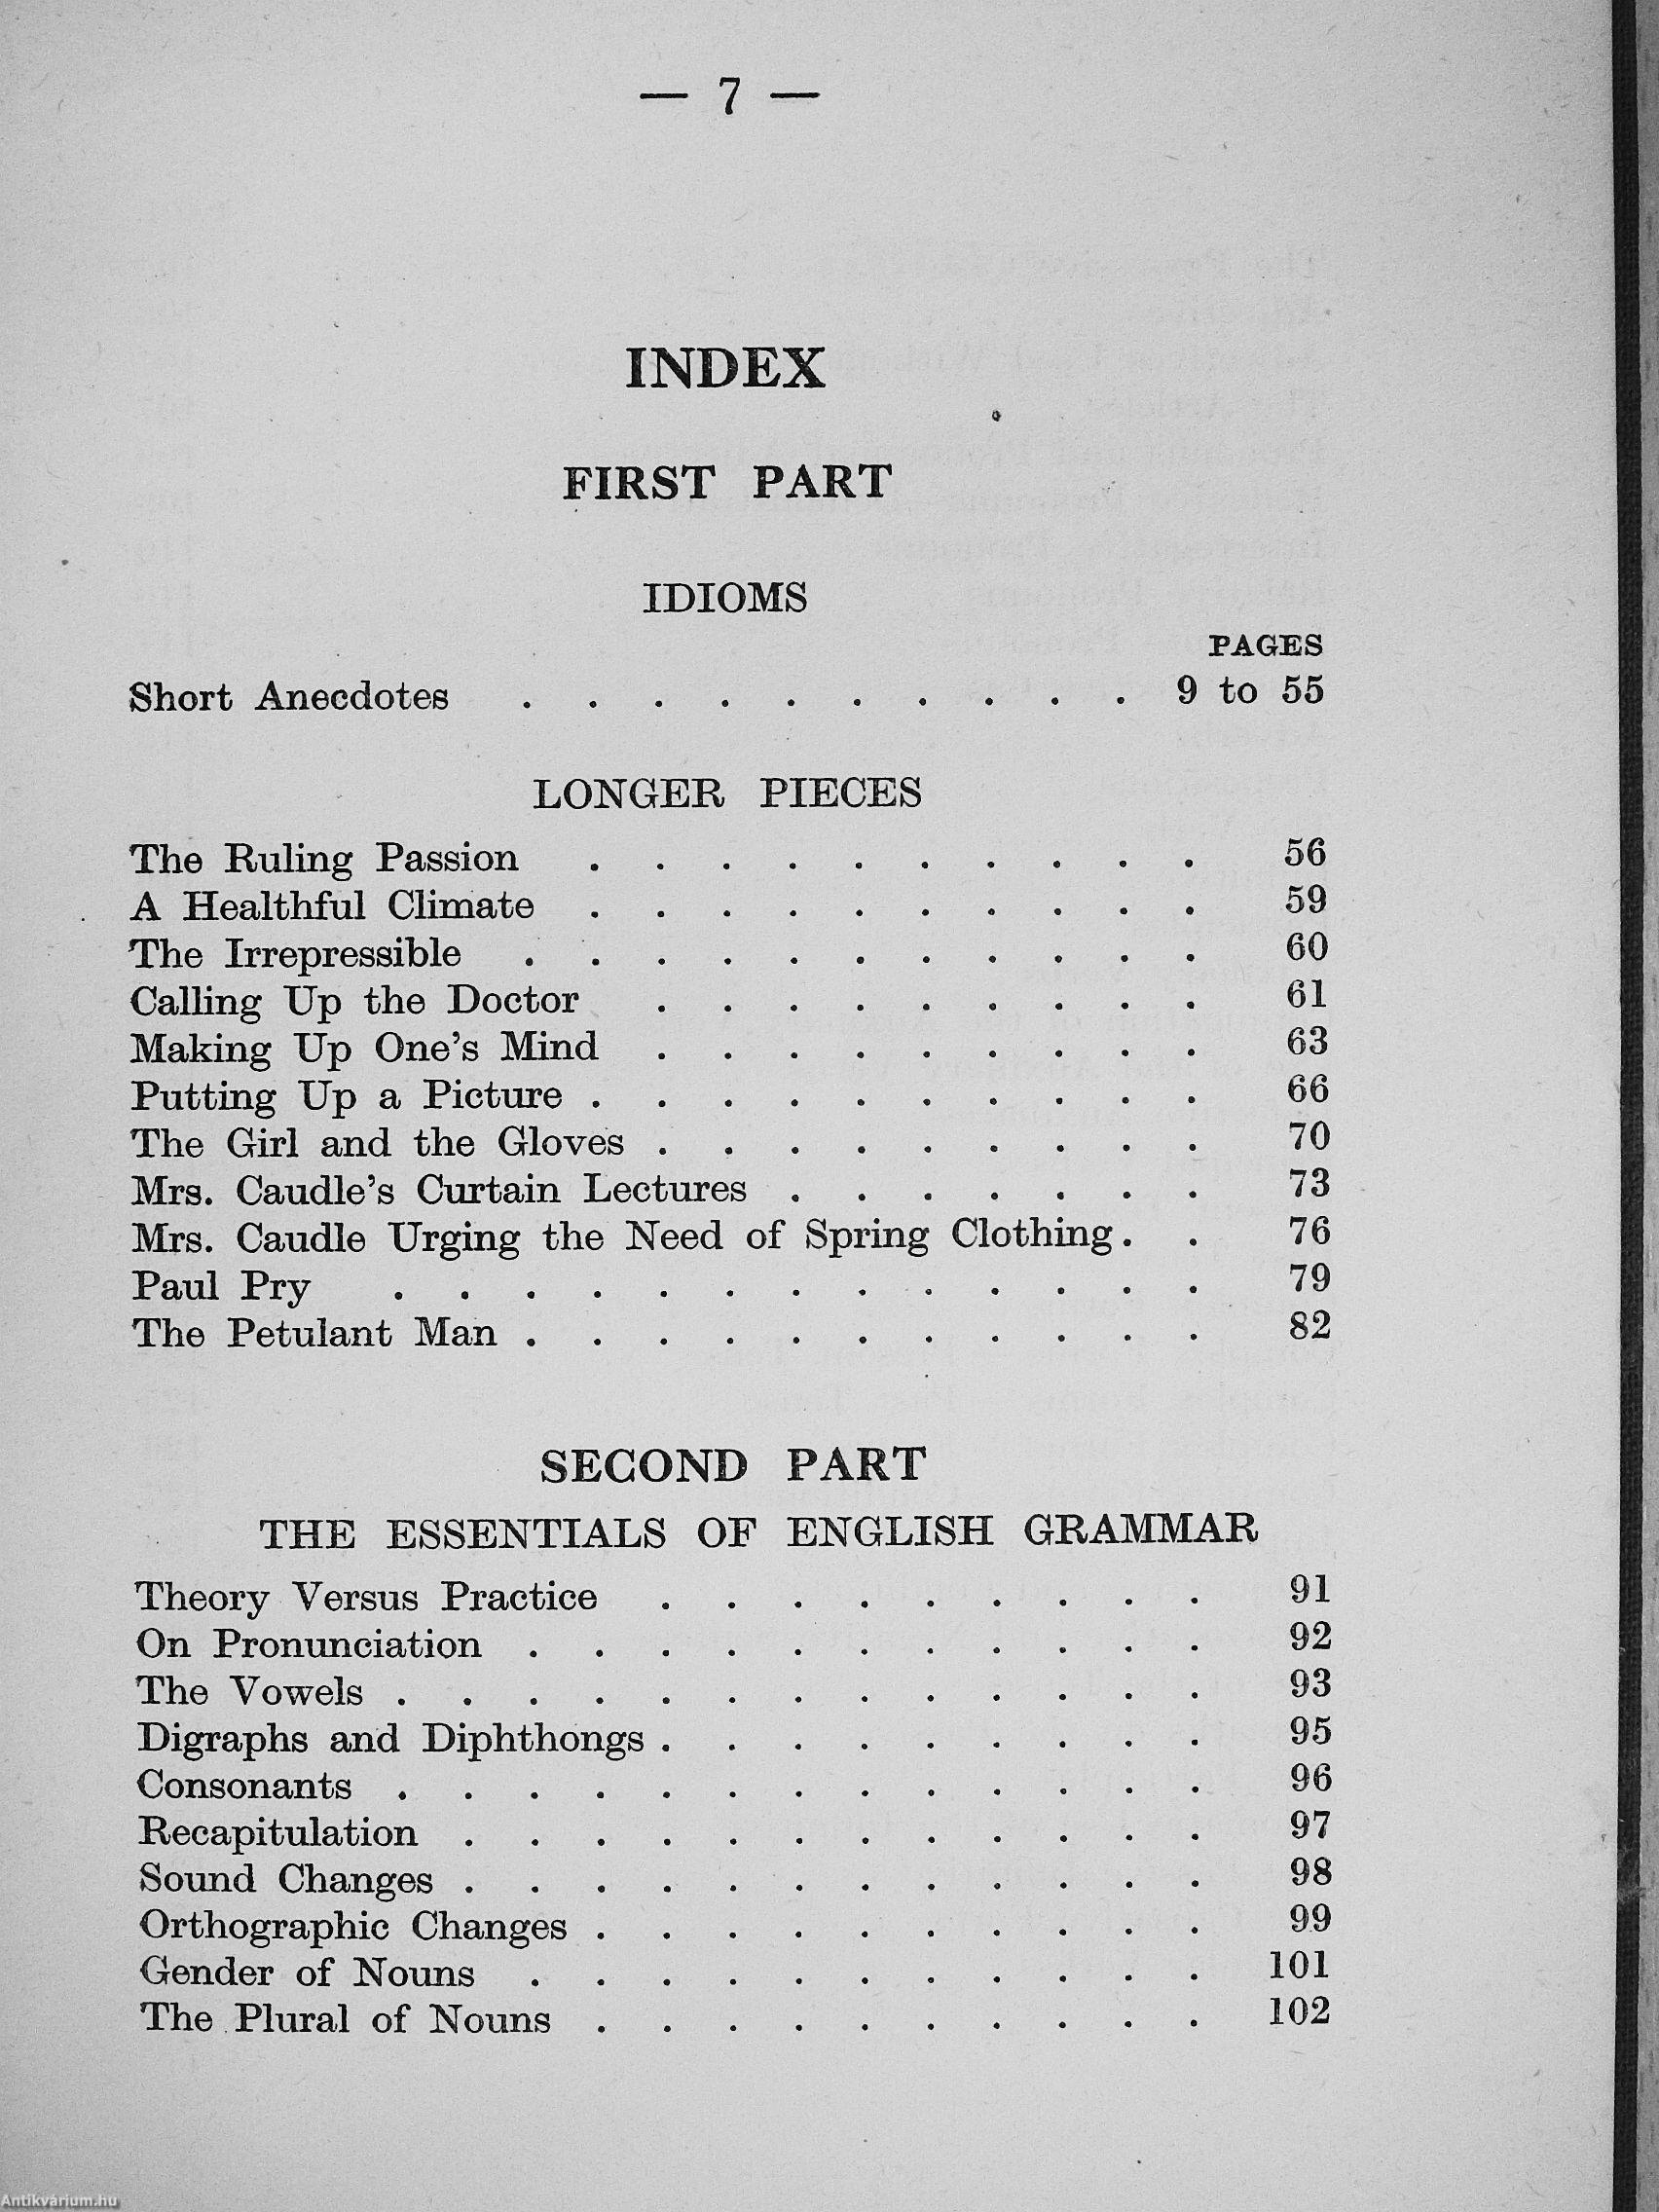 — 7 —
INDEX
FIRST PART
IDIOMS
PAGES
Short Anecdotes . . . . . . . . . . 9 to 55
LONGER PIECES
The Ruling Passion . . . . . . . . . . 56
A Healthful Climate . . . . . . . . . . 59
The Irrepressible . . . . . . . . . . . 60
Calling Up the Doctor . . . . . . . . . 61
Making Up One's Mind . . . . . . . . . 63
Putting Up a Picture . . . . . . . . . . 66
The Girl and the Gloves . . . . . . . . . 70
Mrs. Caudle's Curtain Lectures . . . . . . . 73
Mrs. Caudle Urging the Need of Spring Clothing . . 76
Paul Pry . . . . . . . . . . . . . 79
The Petulant Man . . . . . . . . . . . 82
SECOND PART
THE ESSENTIALS OF ENGLISH GRAMMAR
Theory Versus Practice . . . . . . . . . 91
On Pronunciation . . . . . . . . . . . 92
The Vowels . . . . . . . . . . . . . 93
Digraphs and Diphthongs . . . . . . . . . 95
Consonants . . . . . . . . . . . . . 96
Recapitulation . . . . . . . . . . . . 97
Sound Changes . . . . . . . . . . . . 98
Orthographic Changes . . . . . . . . . . 99
Gender of Nouns . . . . . . . . . . . 101
The Plural of Nouns . . . . . . . . . . 102
Antikvárium.hu